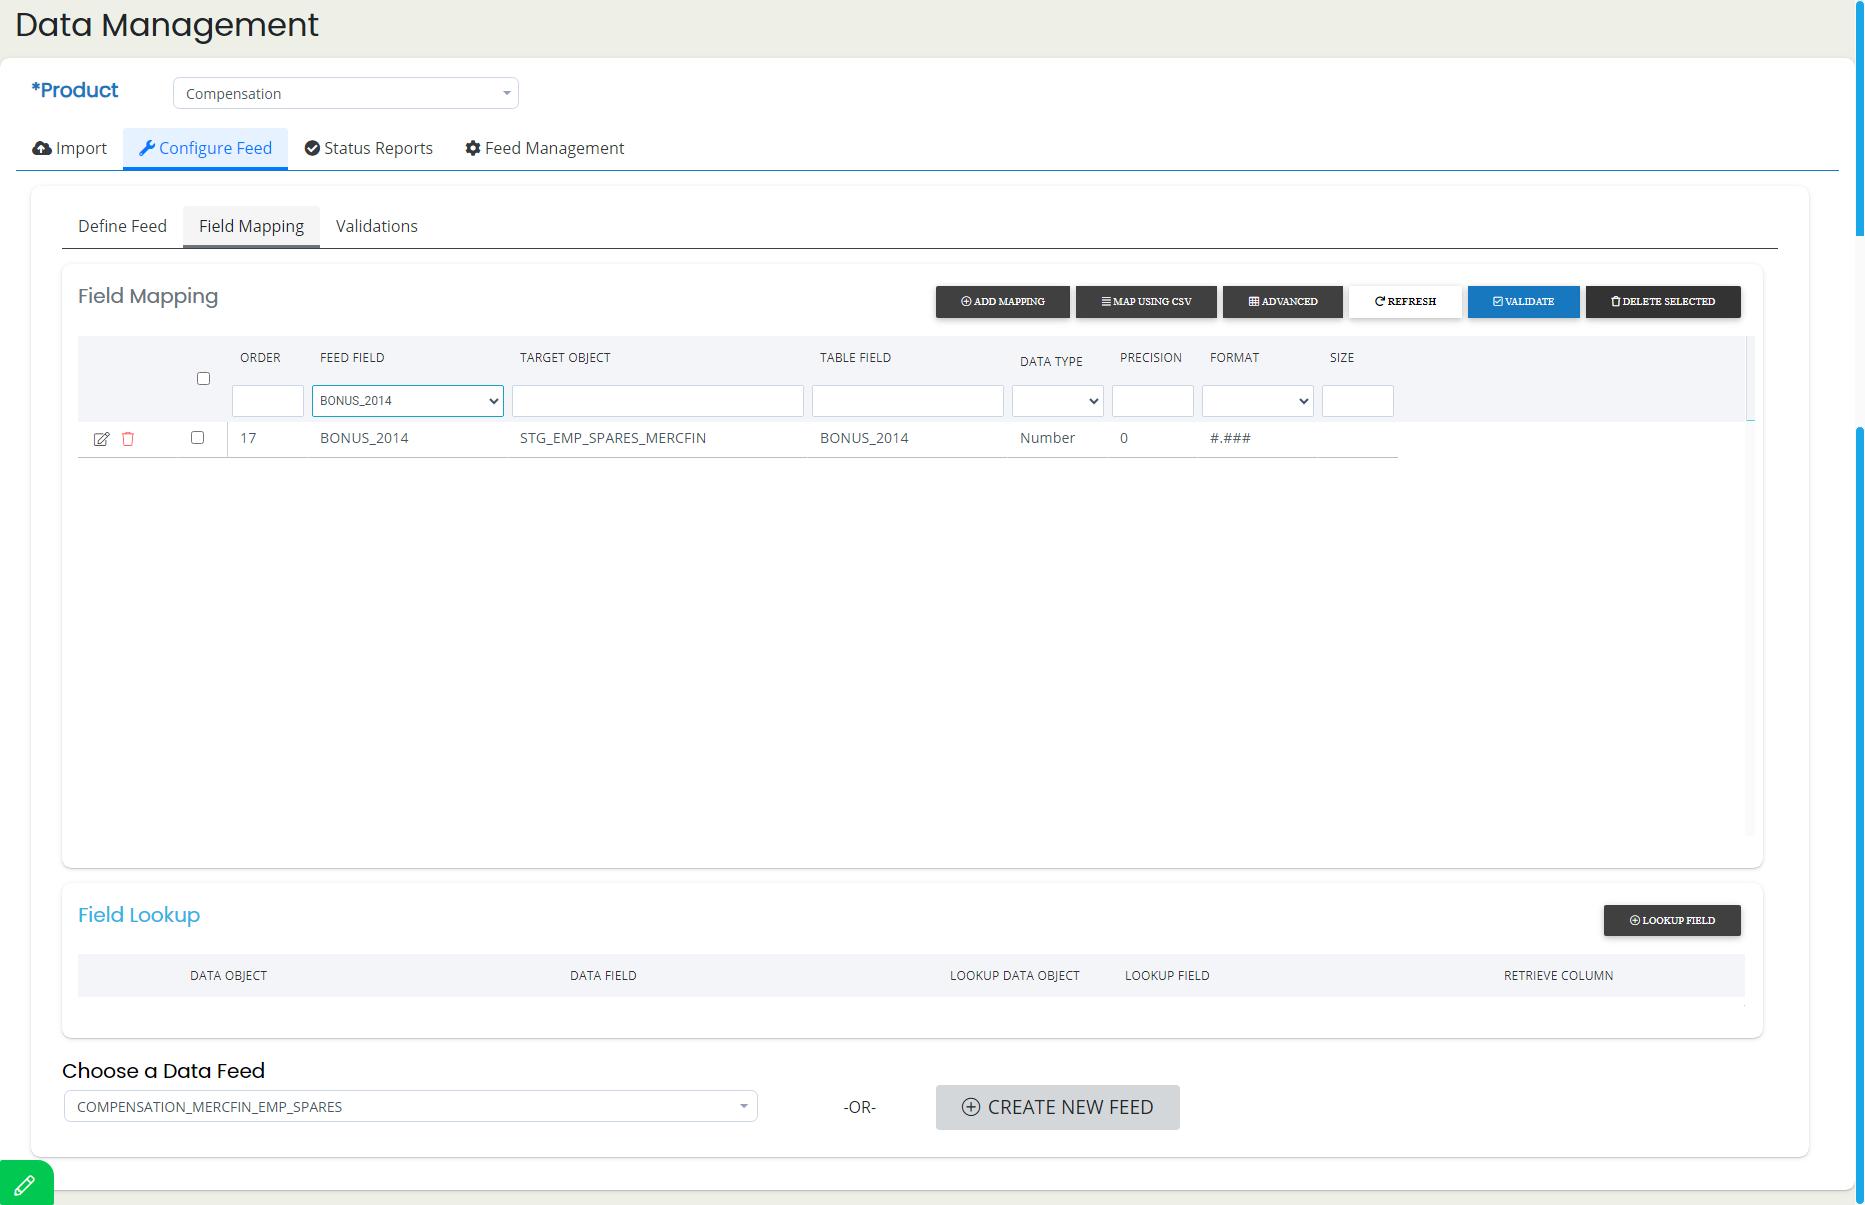 Data Management
*Product
Compensation
Import
Configure Feed
Status Reports
Feed Management
Define Feed
Field Mapping
Validations
Field Mapping
ADD MAPPING
MAP USING CSV
ADVANCED
REFRESH
VALIDATE
DELETE SELECTED
ORDER FEED FIELD TARGET OBJECT TABLE FIELD DATA TYPE PRECISION FORMAT SIZE
BONUS_2014
17 BONUS_2014 STG_EMP_SPARES_MERCFIN BONUS_2014 Number 0 #.###
Field Lookup
LOOKUP FIELD
DATA OBJECT DATA FIELD LOOKUP DATA OBJECT LOOKUP FIELD RETRIEVE COLUMN
Choose a Data Feed
COMPENSATION_MERCFIN_EMP_SPARES
-OR-
CREATE NEW FEED